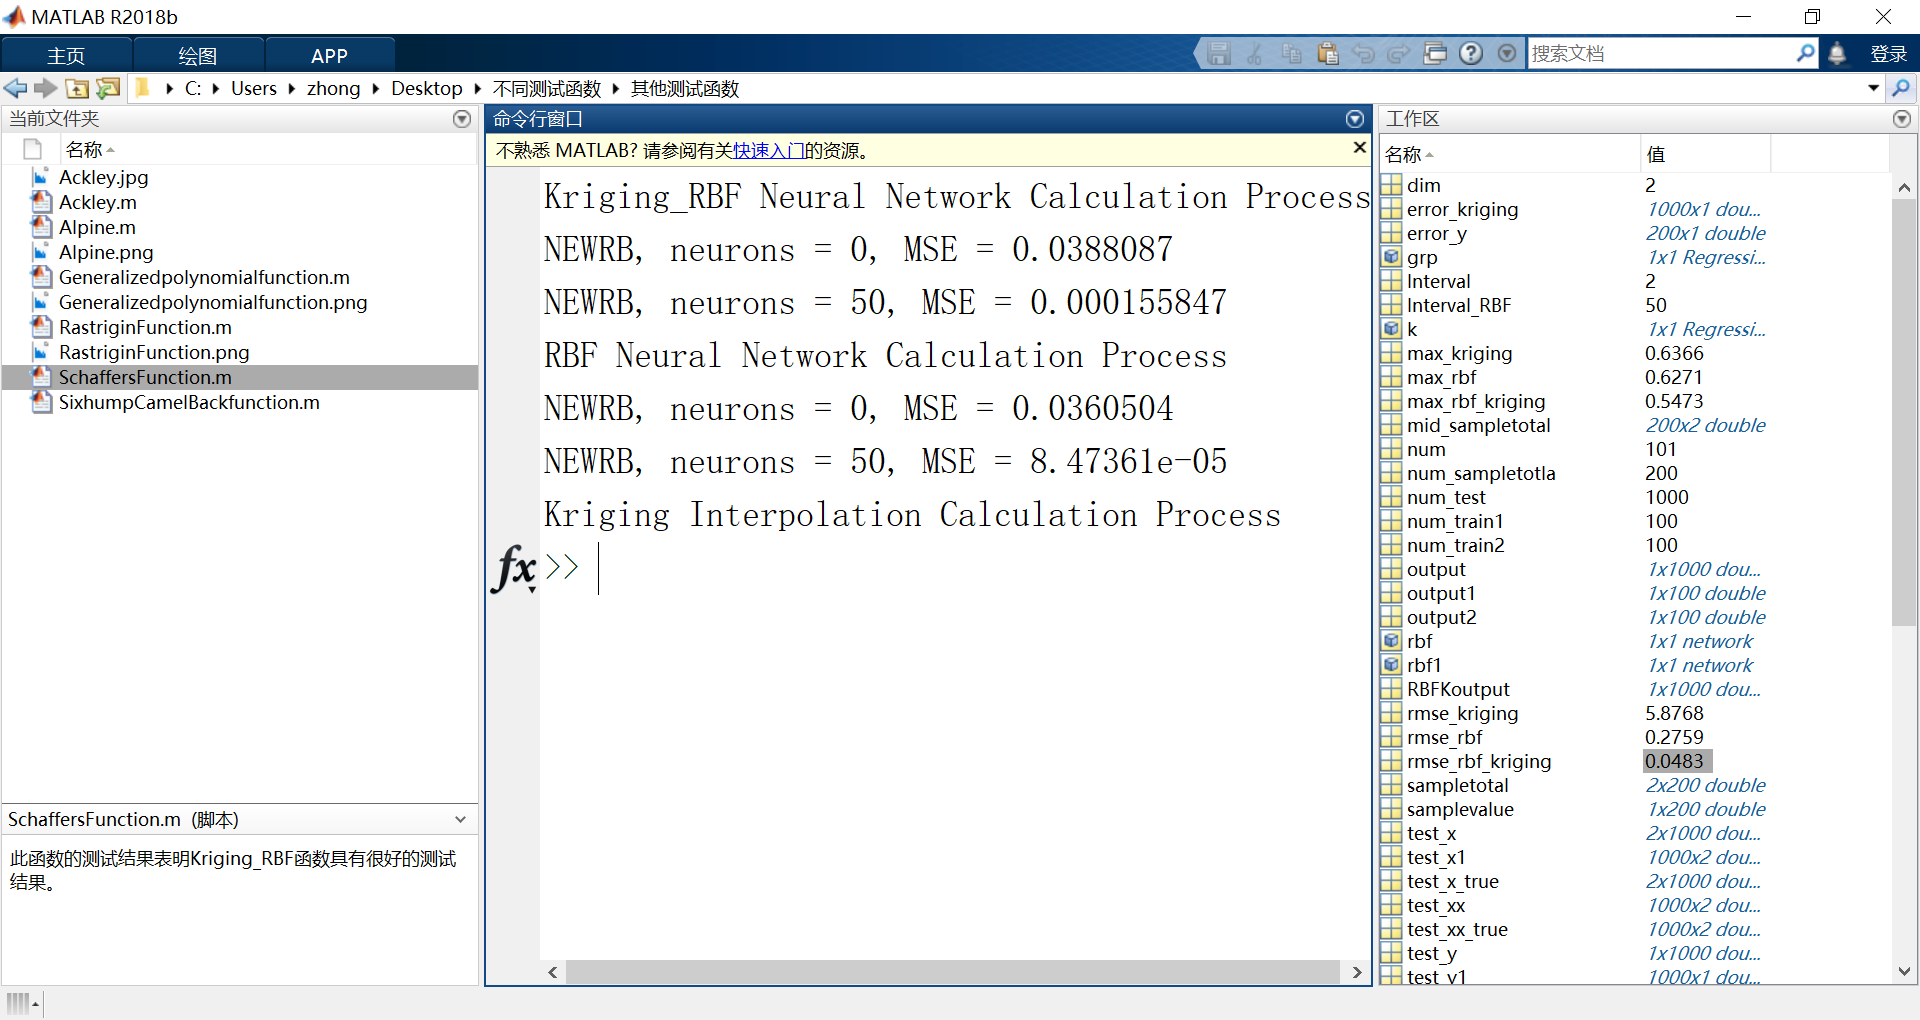 MATLAB R2018b
主页 绘图 APP 搜索文档 登录
C: Users zhong Desktop 不同测试函数 其他测试函数
当前文件夹
名称
Ackley.jpg
Ackley.m
Alpine.m
Alpine.png
Generalizedpolynomialfunction.m
Generalizedpolynomialfunction.png
RastriginFunction.m
RastriginFunction.png
SchaffersFunction.m
SixhumpCamelBackfunction.m
SchaffersFunction.m (脚本)
此函数的测试结果表明Kriging_RBF函数具有很好的测试
结果。
命令行窗口
不熟悉 MATLAB? 请参阅有关快速入门的资源。
Kriging_RBF Neural Network Calculation Process
NEWRB, neurons = 0, MSE = 0.0388087
NEWRB, neurons = 50, MSE = 0.000155847
RBF Neural Network Calculation Process
NEWRB, neurons = 0, MSE = 0.0360504
NEWRB, neurons = 50, MSE = 8.47361e-05
Kriging Interpolation Calculation Process
fx >>
工作区
名称 值
dim 2
error_kriging 1000x1 dou...
error_y 200x1 double
grp 1x1 Regressi...
Interval 2
Interval_RBF 50
k 1x1 Regressi...
max_kriging 0.6366
max_rbf 0.6271
max_rbf_kriging 0.5473
mid_sampletotal 200x2 double
num 101
num_sampletotla 200
num_test 1000
num_train1 100
num_train2 100
output 1x1000 dou...
output1 1x100 double
output2 1x100 double
rbf 1x1 network
rbf1 1x1 network
RBFKoutput 1x1000 dou...
rmse_kriging 5.8768
rmse_rbf 0.2759
rmse_rbf_kriging 0.0483
sampletotal 2x200 double
samplevalue 1x200 double
test_x 2x1000 dou...
test_x1 1000x2 dou...
test_x_true 2x1000 dou...
test_xx 1000x2 dou...
test_xx_true 1000x2 dou...
test_y 1x1000 dou...
test_y1 1000x1 dou...